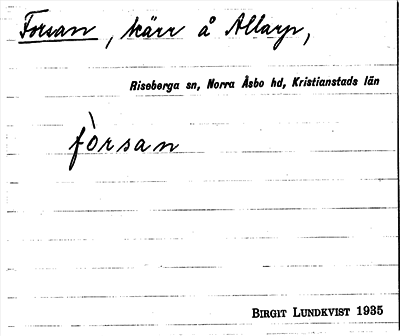 Forsan, kärr å Allarp,
Riseberga sn, Norra Åsbo hd, Kristianstads län
fòrsan
BIRGIT LUNDKVIST 1935